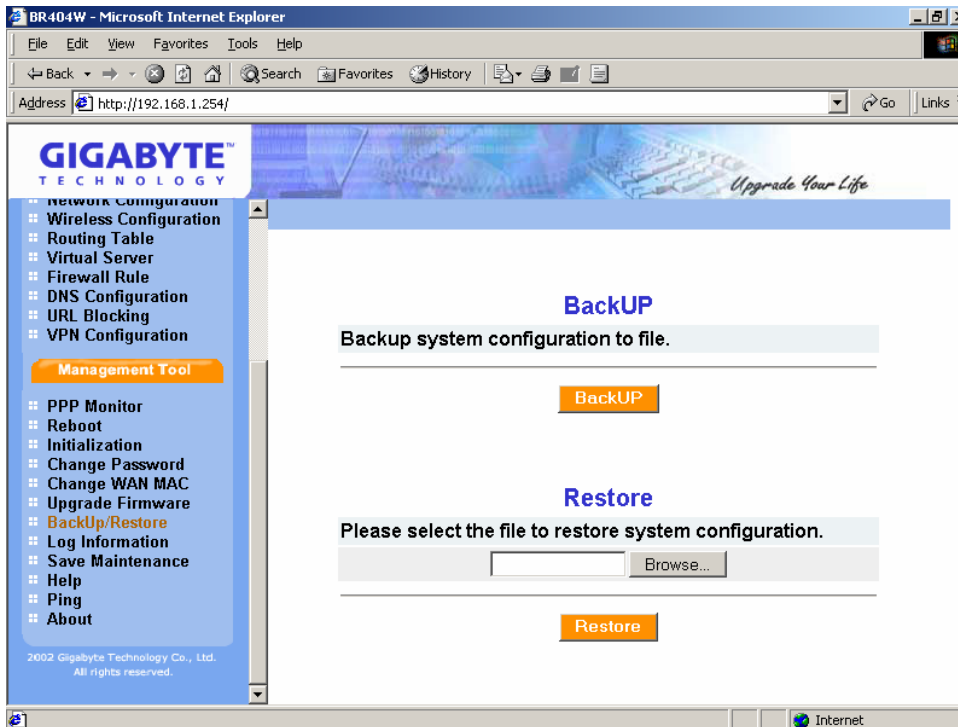 BR404W - Microsoft Internet Explorer
File Edit View Favorites Tools Help
Back Search Favorites History
Address http://192.168.1.254/ Go Links
GIGABYTE™
TECHNOLOGY
Upgrade Your Life
Network Configuration
Wireless Configuration
Routing Table
Virtual Server
Firewall Rule
DNS Configuration
URL Blocking
VPN Configuration
Management Tool
PPP Monitor
Reboot
Initialization
Change Password
Change WAN MAC
Upgrade Firmware
BackUp/Restore
Log Information
Save Maintenance
Help
Ping
About
2002 Gigabyte Technology Co., Ltd.
All rights reserved.
BackUP
Backup system configuration to file.
BackUP
Restore
Please select the file to restore system configuration.
Browse...
Restore
Internet